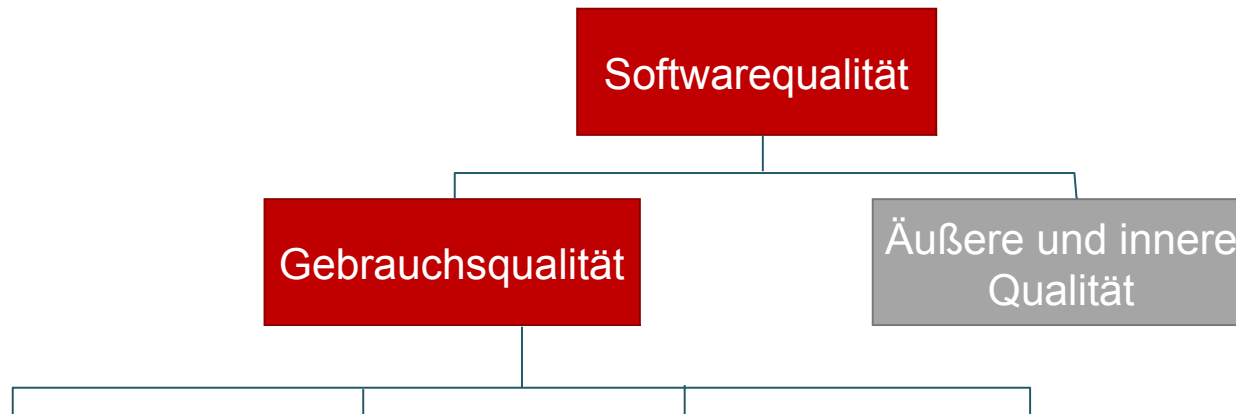 Softwarequalität
Gebrauchsqualität
Äußere und innere
Qualität